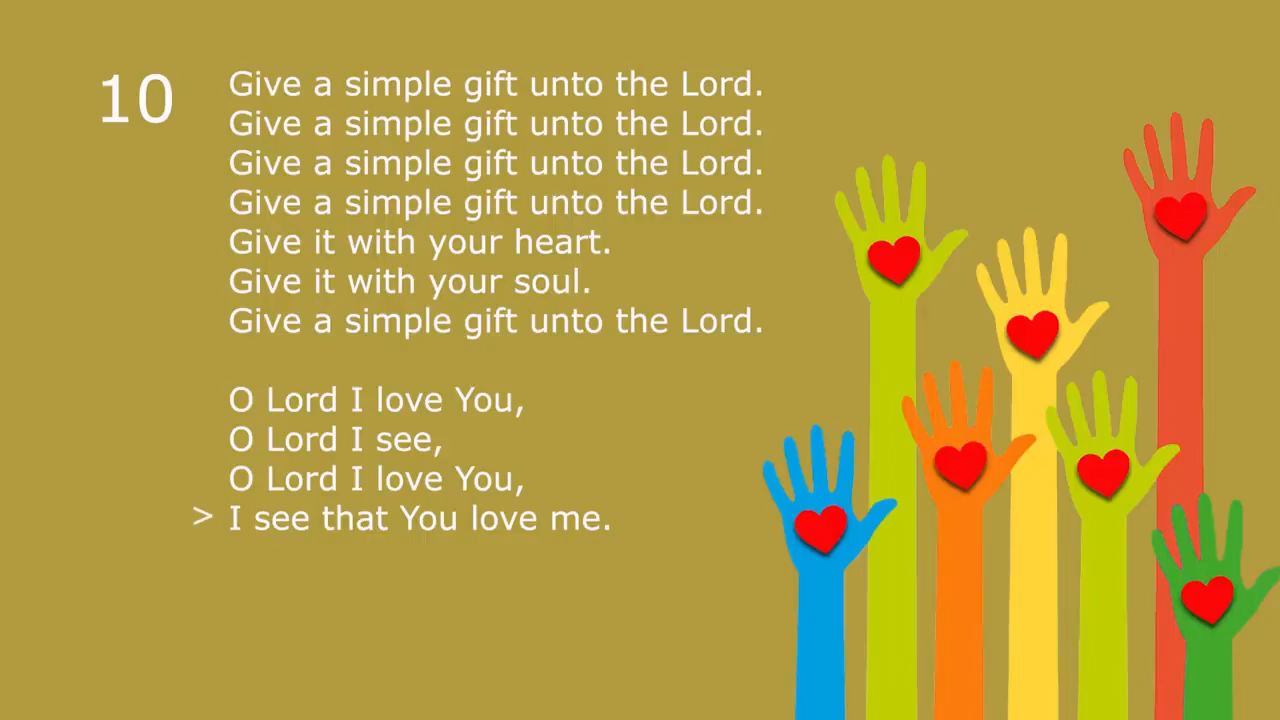 10
Give a simple gift unto the Lord.
Give a simple gift unto the Lord.
Give a simple gift unto the Lord.
Give a simple gift unto the Lord.
Give it with your heart.
Give it with your soul.
Give a simple gift unto the Lord.
O Lord I love You,
O Lord I see,
O Lord I love You,
> I see that You love me.